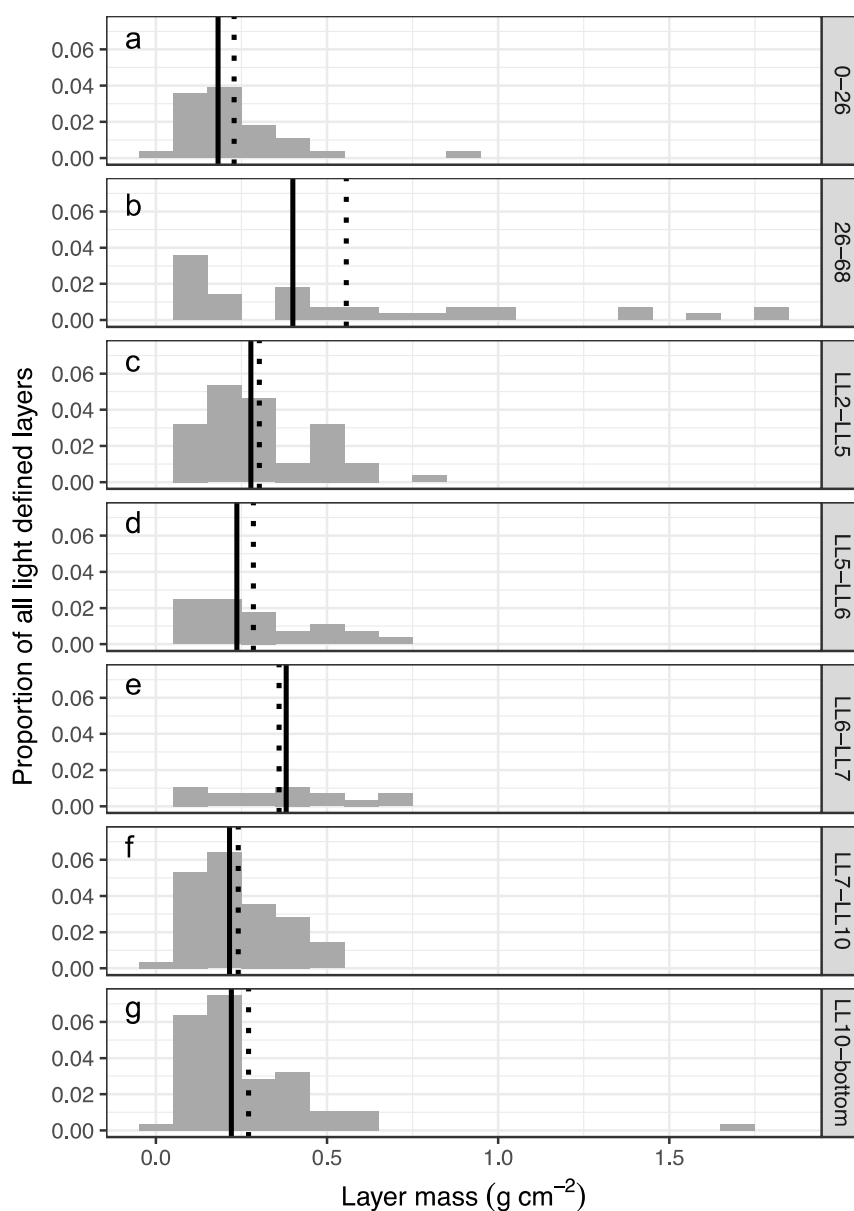 Proportion of all light defined layers
a
0.06
0.04
0.02
0.00
0−26
b
0.06
0.04
0.02
0.00
26−68
c
0.06
0.04
0.02
0.00
LL2−LL5
d
0.06
0.04
0.02
0.00
LL5−LL6
e
0.06
0.04
0.02
0.00
LL6−LL7
f
0.06
0.04
0.02
0.00
LL7−LL10
g
0.06
0.04
0.02
0.00
LL10−bottom
0.0 0.5 1.0 1.5
Layer mass (g cm⁻²)